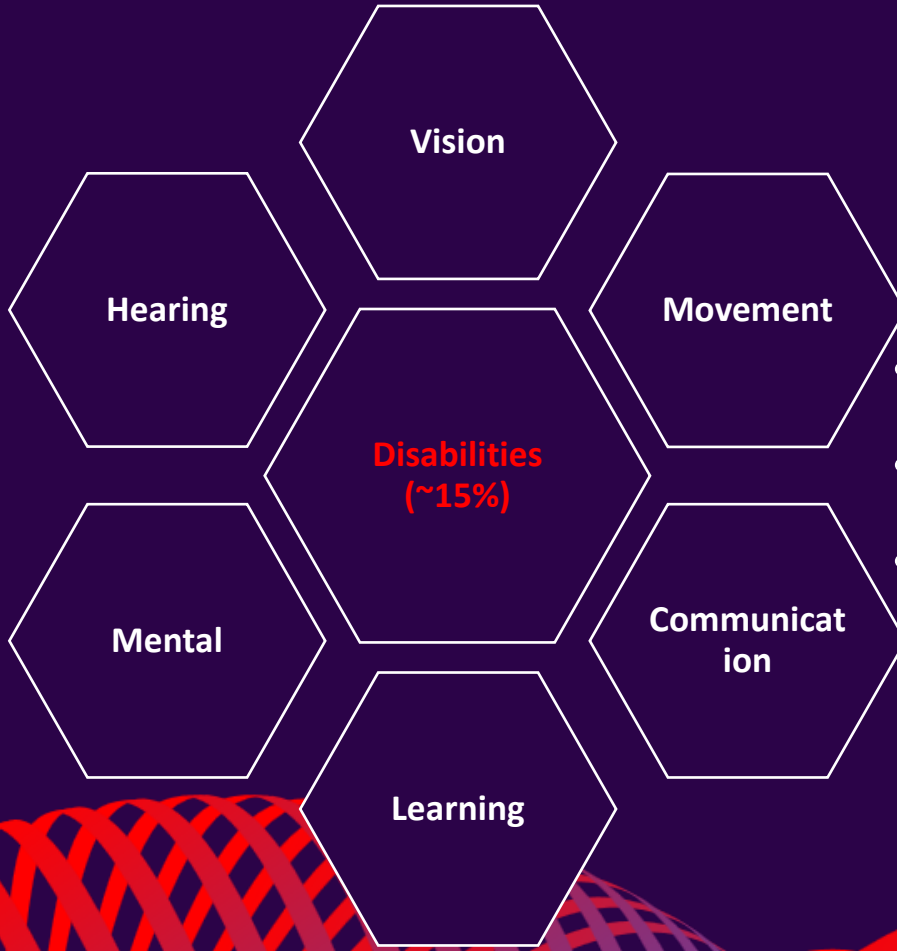 Vision
Hearing
Movement
Disabilities
(~15%)
Mental
Communicat
ion
Learning